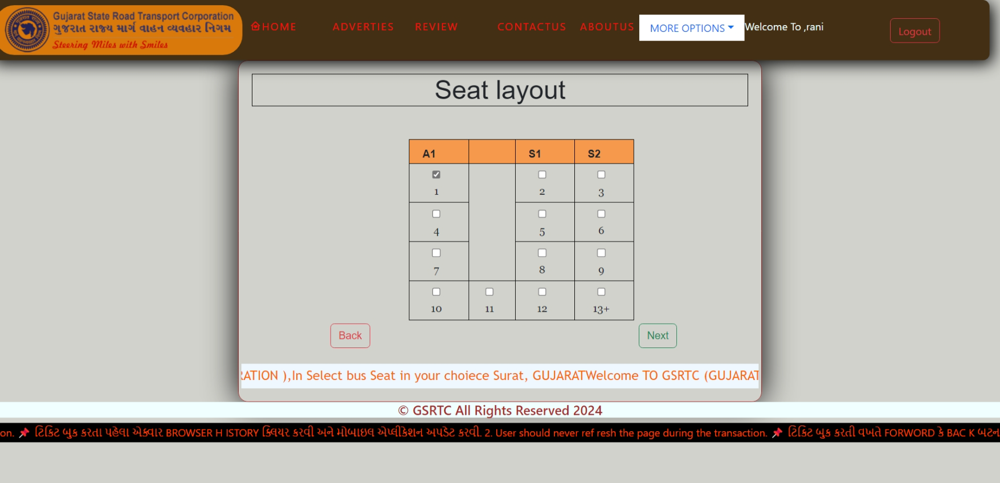 Gujarat State Road Transport Corporation
ગુજરાત રાજ્ય માર્ગ વાહન વ્યવહાર નિગમ
Steering Miles with Smiles
HOME ADVERTIES REVIEW CONTACTUS ABOUTUS MORE OPTIONS Welcome To ,rani Logout
Seat layout
A1 S1 S2
1 2 3
4 5 6
7 8 9
10 11 12 13+
Back Next
RATION ),In Select bus Seat in your choiece Surat, GUJARATWelcome TO GSRTC (GUJARAT
© GSRTC All Rights Reserved 2024
on. 📌 ટિકિટ બુક કરતા પહેલા એકવાર BROWSER H ISTORY ક્લિયર કરવી અને મોબાઇલ એપ્લીકેશન અપડેટ કરવી. 2. User should never ref resh the page during the transaction. 📌 ટિકિટ બુક કરતી વખતે FORWORD કે BAC K બટન